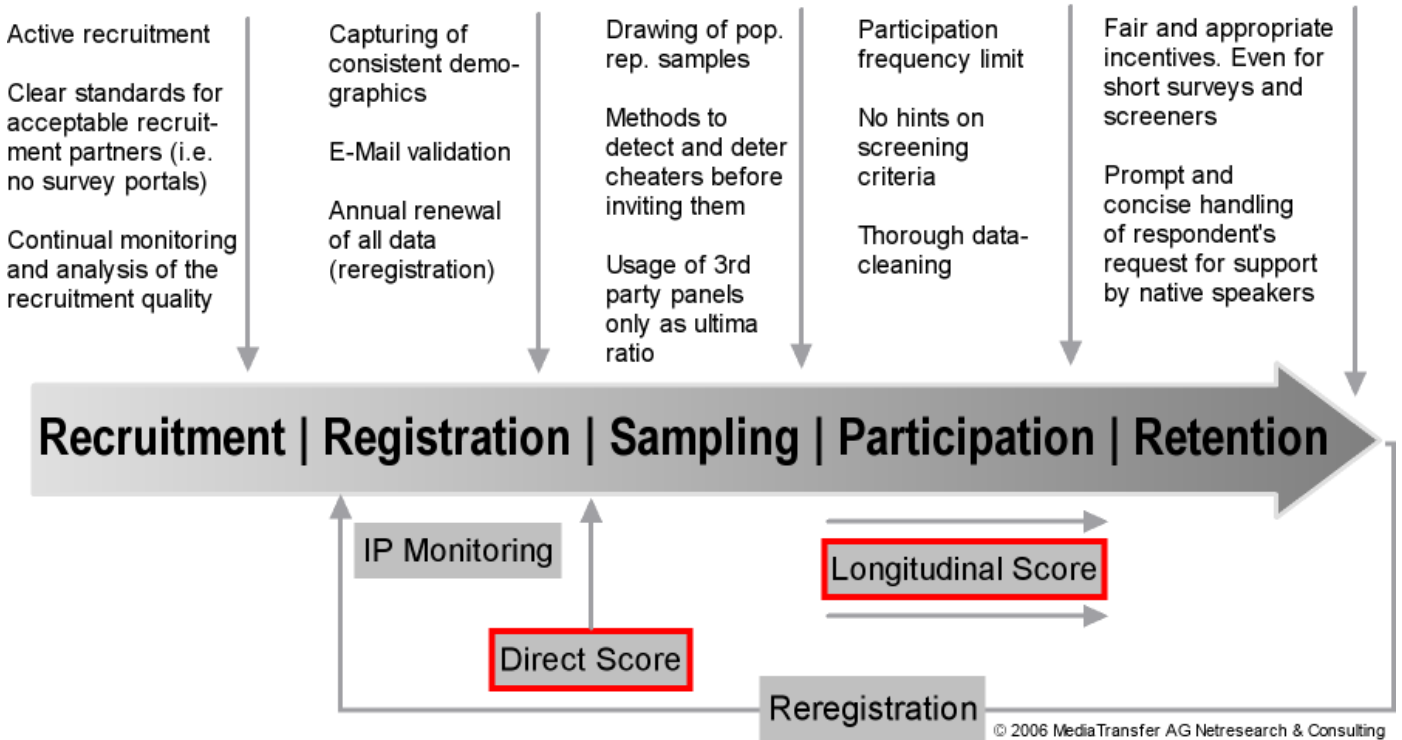 Active recruitment
Clear standards for
acceptable recruit-
ment partners (i.e.
no survey portals)
Continual monitoring
and analysis of the
recruitment quality
Capturing of
consistent demo-
graphics
E-Mail validation
Annual renewal
of all data
(reregistration)
Drawing of pop.
rep. samples
Methods to
detect and deter
cheaters before
inviting them
Usage of 3rd
party panels
only as ultima
ratio
Participation
frequency limit
No hints on
screening
criteria
Thorough data-
cleaning
Fair and appropriate
incentives. Even for
short surveys and
screeners
Prompt and
concise handling
of respondent's
request for support
by native speakers
Recruitment | Registration | Sampling | Participation | Retention
IP Monitoring
Longitudinal Score
Direct Score
Reregistration
© 2006 MediaTransfer AG Netresearch & Consulting